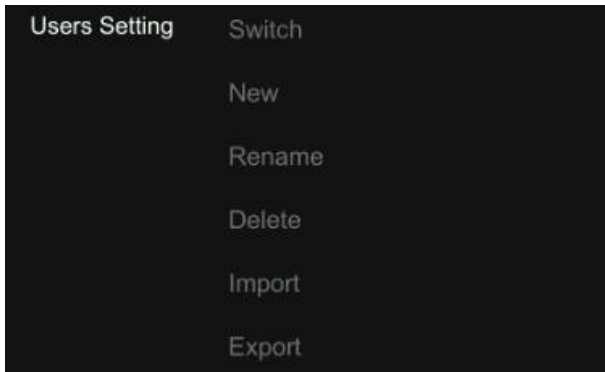 Users Setting
Switch
New
Rename
Delete
Import
Export